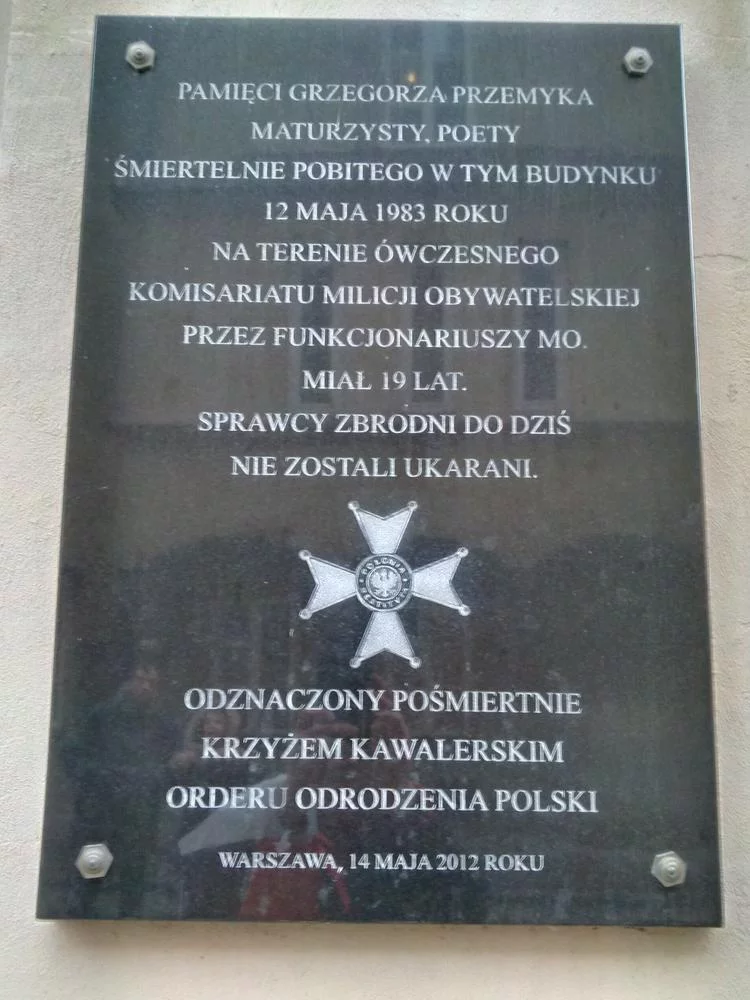 PAMIĘCI GRZEGORZA PRZEMYKA
MATURZYSTY, POETY
ŚMIERTELNIE POBITEGO W TYM BUDYNKU
12 MAJA 1983 ROKU
NA TERENIE ÓWCZESNEGO
KOMISARIATU MILICJI OBYWATELSKIEJ
PRZEZ FUNKCJONARIUSZY MO.
MIAŁ 19 LAT.
SPRAWCY ZBRODNI DO DZIŚ
NIE ZOSTALI UKARANI.
POLONIA
ODZNACZONY POŚMIERTNIE
KRZYŻEM KAWALERSKIM
ORDERU ODRODZENIA POLSKI
WARSZAWA, 14 MAJA 2012 ROKU